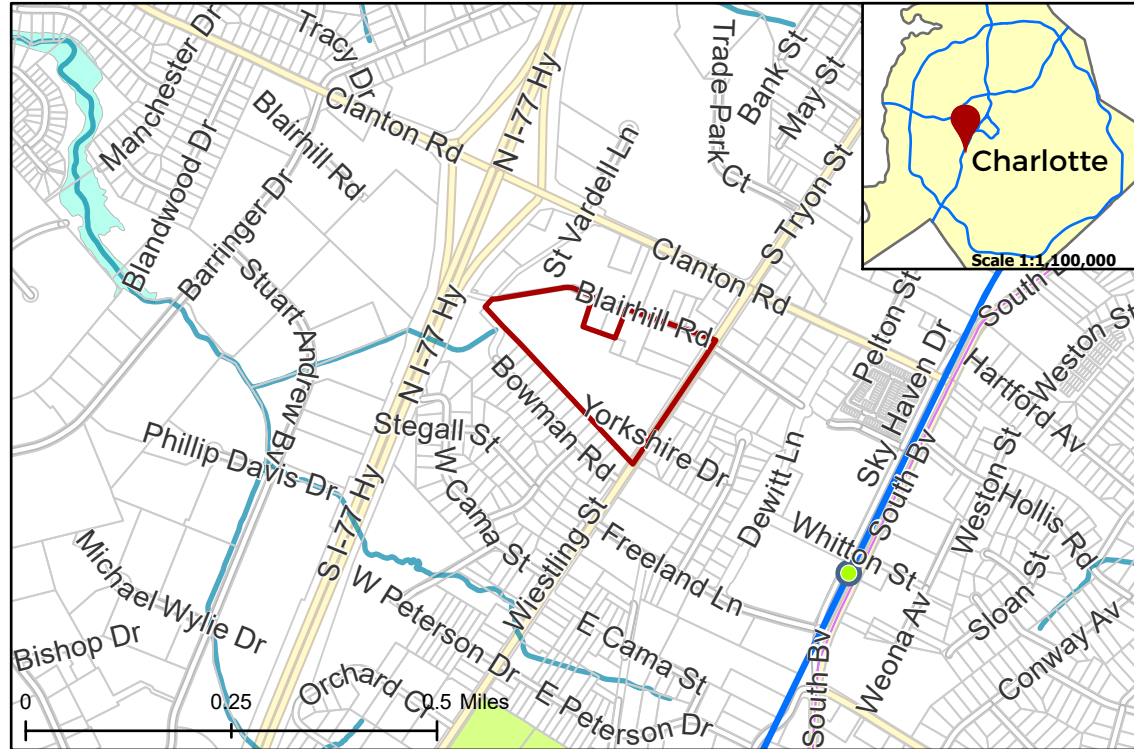 Manchester Dr
Tracy Dr
Clanton Rd
Blairhill Rd
Blandwood Dr
Barringer Dr
N I-77 Hy
St Vardell Ln
Trade Park Ct
Bank St
May St
S Tryon St
Charlotte
Scale 1:1,100,000
Clanton Rd
Blairhill Rd
Stuart Andrew Bv
N I-77 Hy
Pelton St
South B
Sky Haven Dr
Weston St
Hartford Av
Bowman Rd
Yorkshire Dr
Stegall St
W Cama St
Phillip Davis Dr
S I-77 Hy
Dewitt Ln
South Bv
Weston St
Hollis Rd
Whitton St
Wiestling St
Freeland Ln
Sloan St
Michael Wylie Dr
W Peterson Dr
E Cama St
Weona Av
Conway Av
Bishop Dr
Orchard Cr
E Peterson Dr
South Bv
0 0.25 0.5 Miles